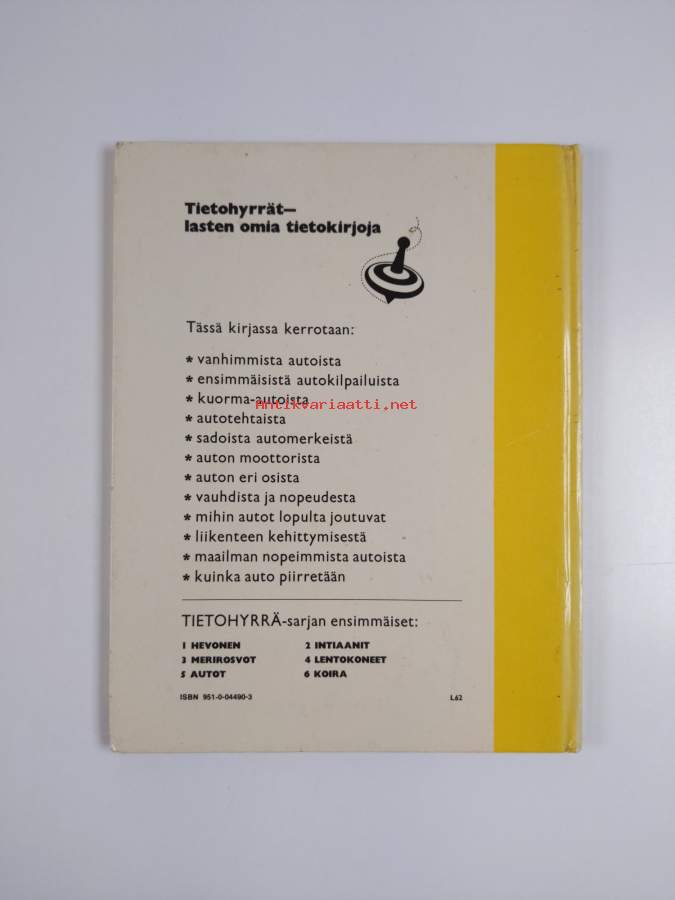 Tietohyrrät—
lasten omia tietokirjoja
Tässä kirjassa kerrotaan:
* vanhimmista autoista
* ensimmäisistä autokilpailuista
* kuorma-autoista
Antikvariaatti.net
* autotehtaista
* sadoista automerkeistä
* auton moottorista
* auton eri osista
* vauhdista ja nopeudesta
* mihin autot lopulta joutuvat
* liikenteen kehittymisestä
* maailman nopeimmista autoista
* kuinka auto piirretään
TIETOHYRRÄ-sarjan ensimmäiset:
1 HEVONEN 2 INTIAANIT
3 MERIROSVOT 4 LENTOKONEET
5 AUTOT 6 KOIRA
ISBN 951-0-04490-3 L62